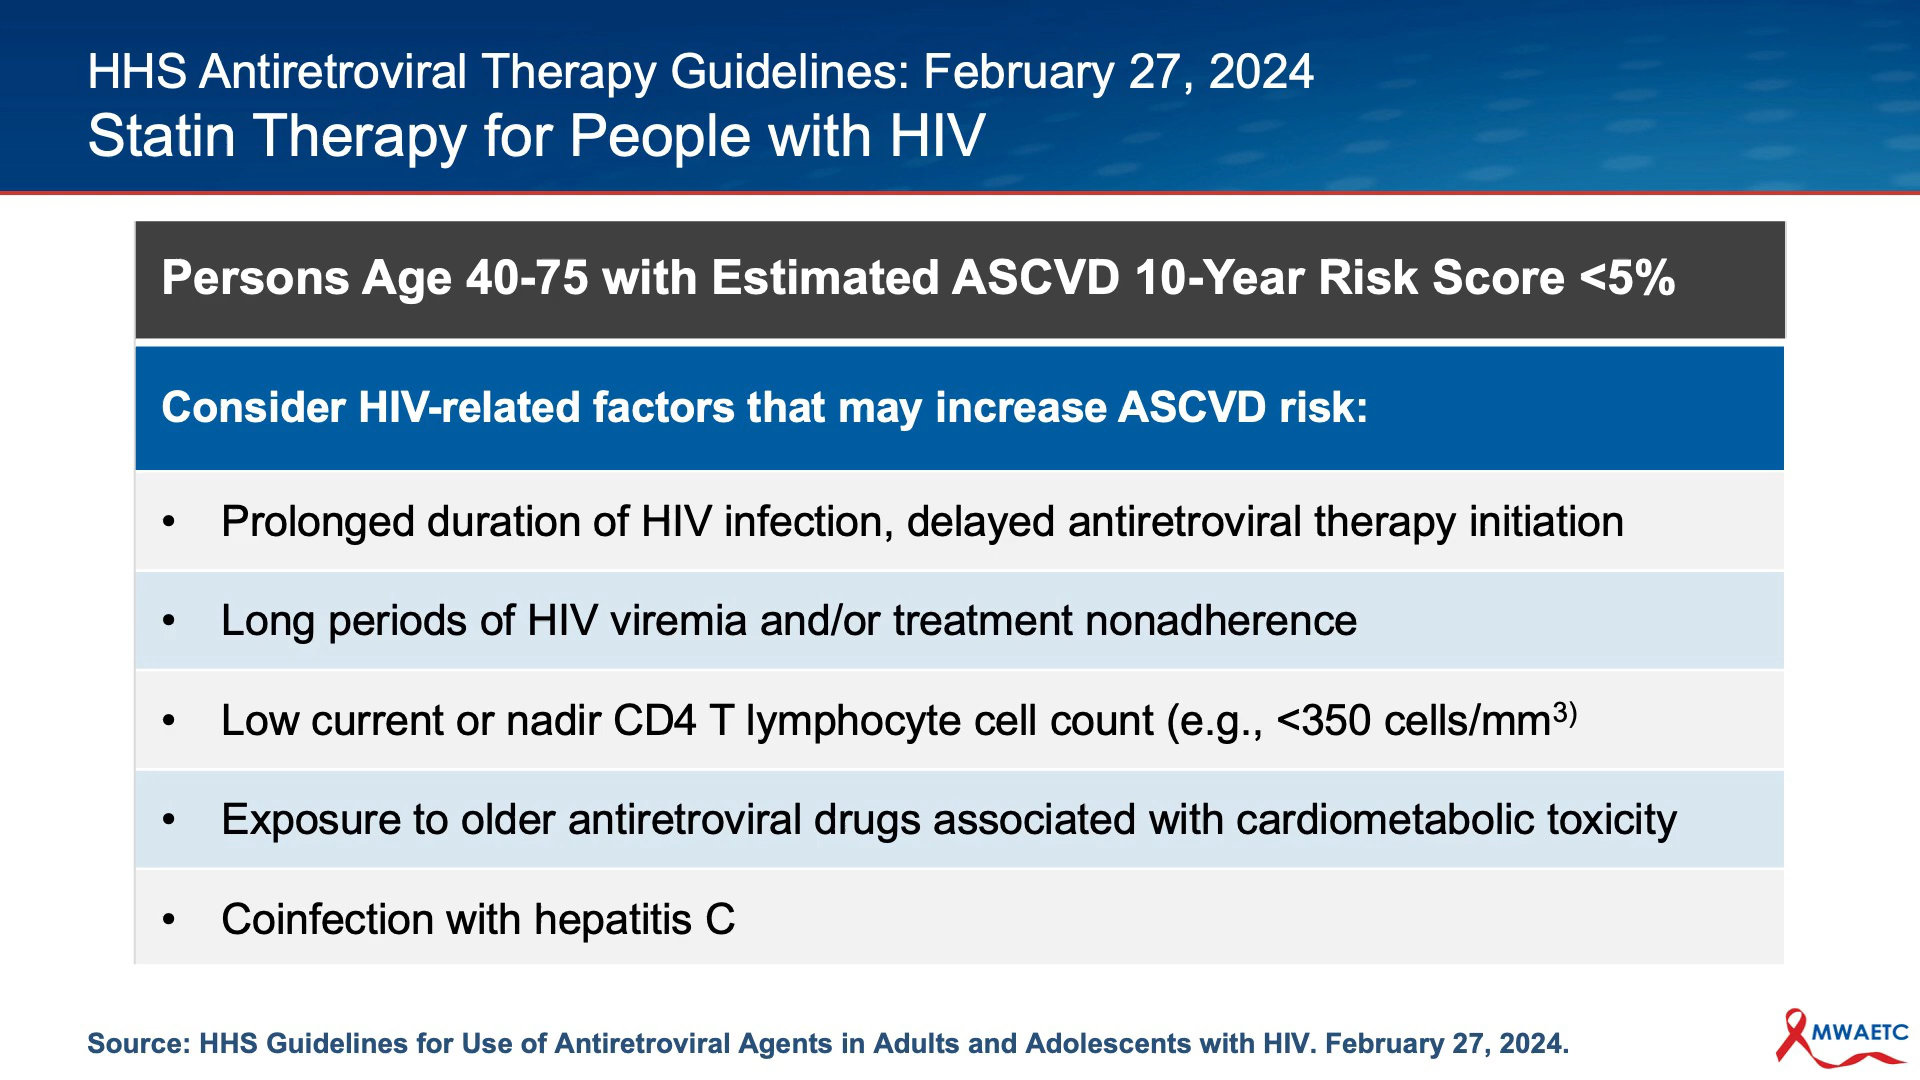 HHS Antiretroviral Therapy Guidelines: February 27, 2024
Statin Therapy for People with HIV
Persons Age 40-75 with Estimated ASCVD 10-Year Risk Score <5%
Consider HIV-related factors that may increase ASCVD risk:
• Prolonged duration of HIV infection, delayed antiretroviral therapy initiation
• Long periods of HIV viremia and/or treatment nonadherence
• Low current or nadir CD4 T lymphocyte cell count (e.g., <350 cells/mm³⁾
• Exposure to older antiretroviral drugs associated with cardiometabolic toxicity
• Coinfection with hepatitis C
Source: HHS Guidelines for Use of Antiretroviral Agents in Adults and Adolescents with HIV. February 27, 2024.
MWAETC